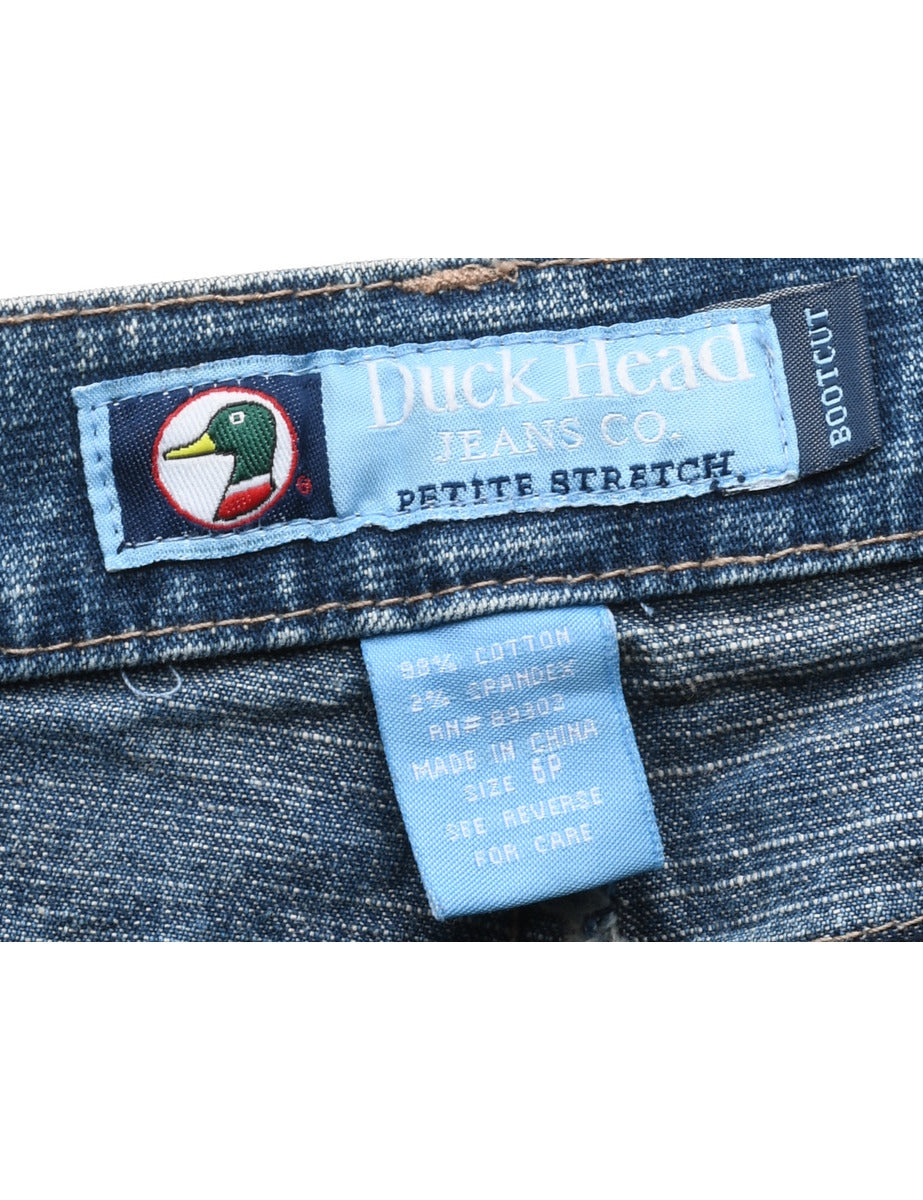 Duck Head
JEANS CO.
PETITE STRETCH.
BOOTCUT
98% COTTON
2% SPANDEX
RN# 89303
MADE IN CHINA
SIZE 6P
SEE REVERSE
FOR CARE